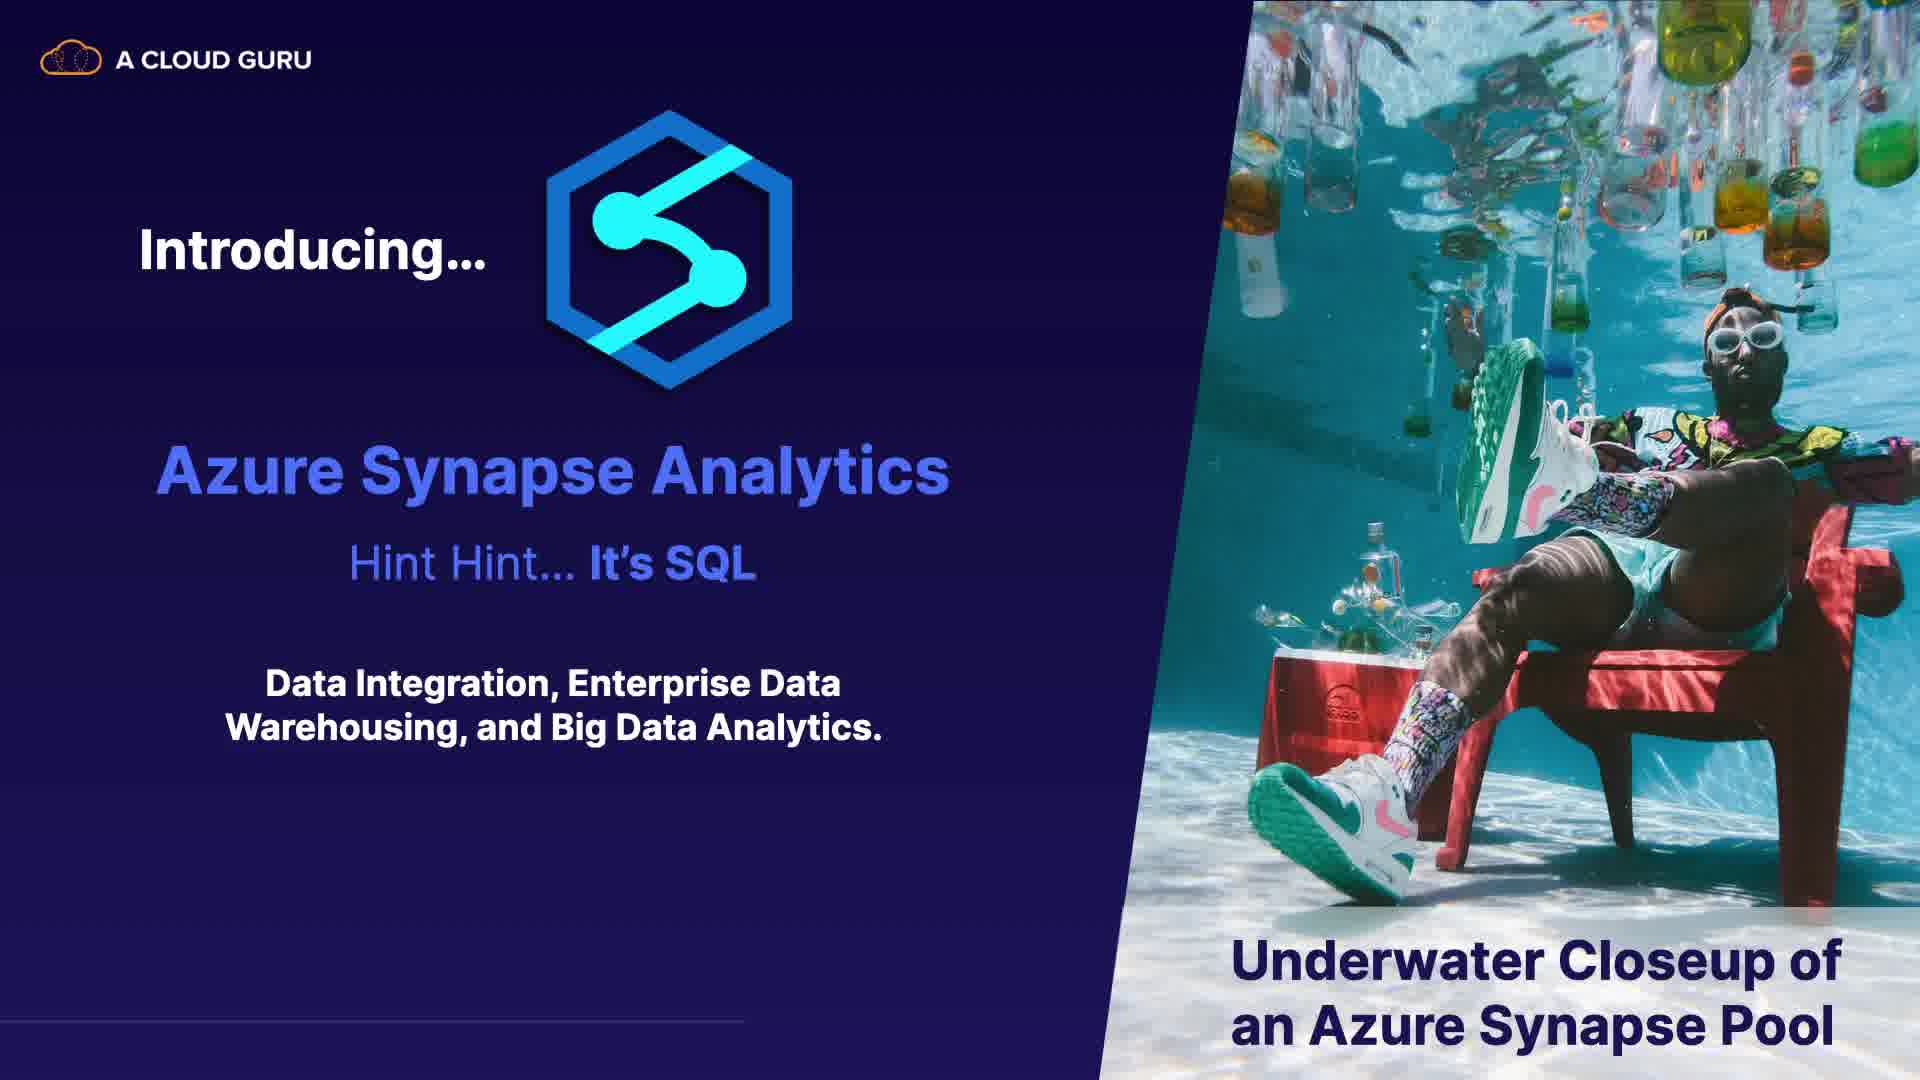 A CLOUD GURU
Introducing...
Azure Synapse Analytics
Hint Hint... It's SQL
Data Integration, Enterprise Data
Warehousing, and Big Data Analytics.
Underwater Closeup of
an Azure Synapse Pool